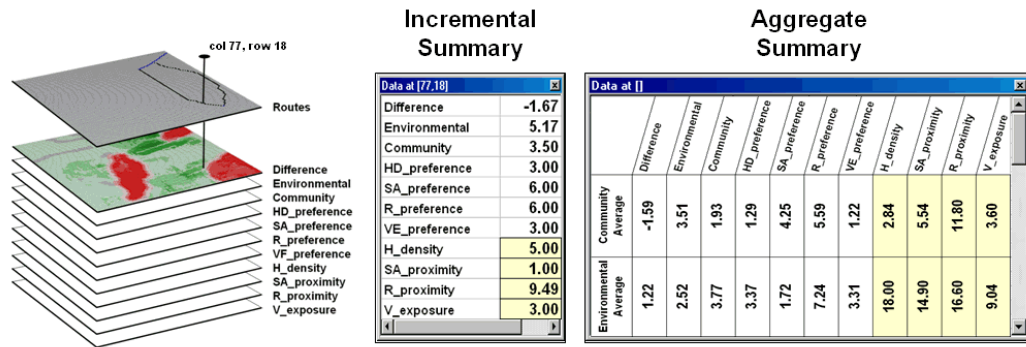 Incremental
Summary
Aggregate
Summary
col 77, row 18
Routes
Difference
Environmental
Community
HD_preference
SA_preference
R_preference
VF_preference
H_density
SA_proximity
R_proximity
V_exposure
Data at [77,18]
Difference -1.67
Environmental 5.17
Community 3.50
HD_preference 3.00
SA_preference 6.00
R_preference 6.00
VE_preference 3.00
H_density 5.00
SA_proximity 1.00
R_proximity 9.49
V_exposure 3.00
Data at []
Difference Environmental Community HD_preference SA_preference R_preference VE_preference H_density SA_proximity R_proximity V_exposure
Community
Average
-1.59 3.51 1.93 1.29 4.25 5.59 1.22 2.84 5.54 11.80 3.60
Environmental
Average
1.22 2.52 3.77 3.37 1.72 7.24 3.31 18.00 14.90 16.60 9.04